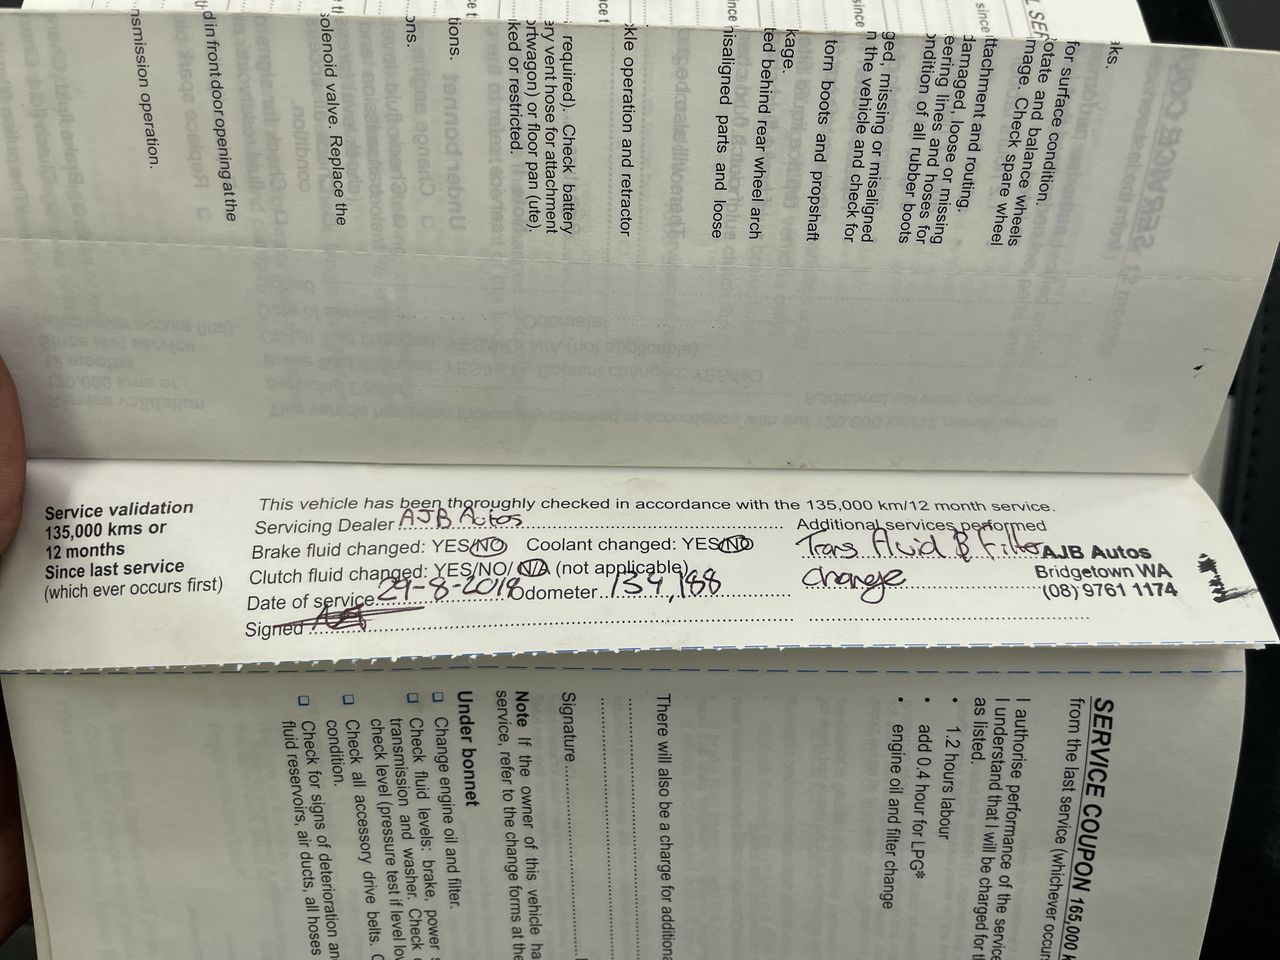 nsmission operation.
d in front door opening at the
solenoid valve. Replace the
ons.
tions.
required). Check battery
ery vent hose for attachment
ortwagon) or floor pan (ute).
ked or restricted.
kle operation and retractor
nisaligned parts and loose
ted behind rear wheel arch
kage.
torn boots and propshaft
ged, missing or misaligned
n the vehicle and check for
damaged, loose or missing
eering lines and hoses for
ondition of all rubber boots
ttachment and routing.
for surface condition.
otate and balance wheels
mage. Check spare wheel
ks.
Service validation
135,000 kms or
12 months
Since last service
(which ever occurs first)
This vehicle has been thoroughly checked in accordance with the 135,000 km/12 month service.
Servicing Dealer AJB Autos
Brake fluid changed: YES/NO Coolant changed: YES/NO
Clutch fluid changed: YES/NO/ N/A (not applicable)
Date of service 29-8-2018 Odometer 134,188
Signed
Additional services performed
Trans Fluid & Filter
change
AJB Autos
Bridgetown WA
(08) 9761 1174
SERVICE COUPON 165,000 k
from the last service (whichever occurs
I authorise performance of the service
I understand that I will be charged for th
as listed.
• 1.2 hours labour
• add 0.4 hour for LPG*
• engine oil and filter change
There will also be a charge for additiona
Signature
Note If the owner of this vehicle ha
service, refer to the change forms at the
Under bonnet
❏ Change engine oil and filter.
❏ Check fluid levels: brake, power s
transmission and washer. Check
check level (pressure test if level low
❏ Check all accessory drive belts. C
condition.
❏ Check for signs of deterioration an
fluid reservoirs, air ducts, all hoses